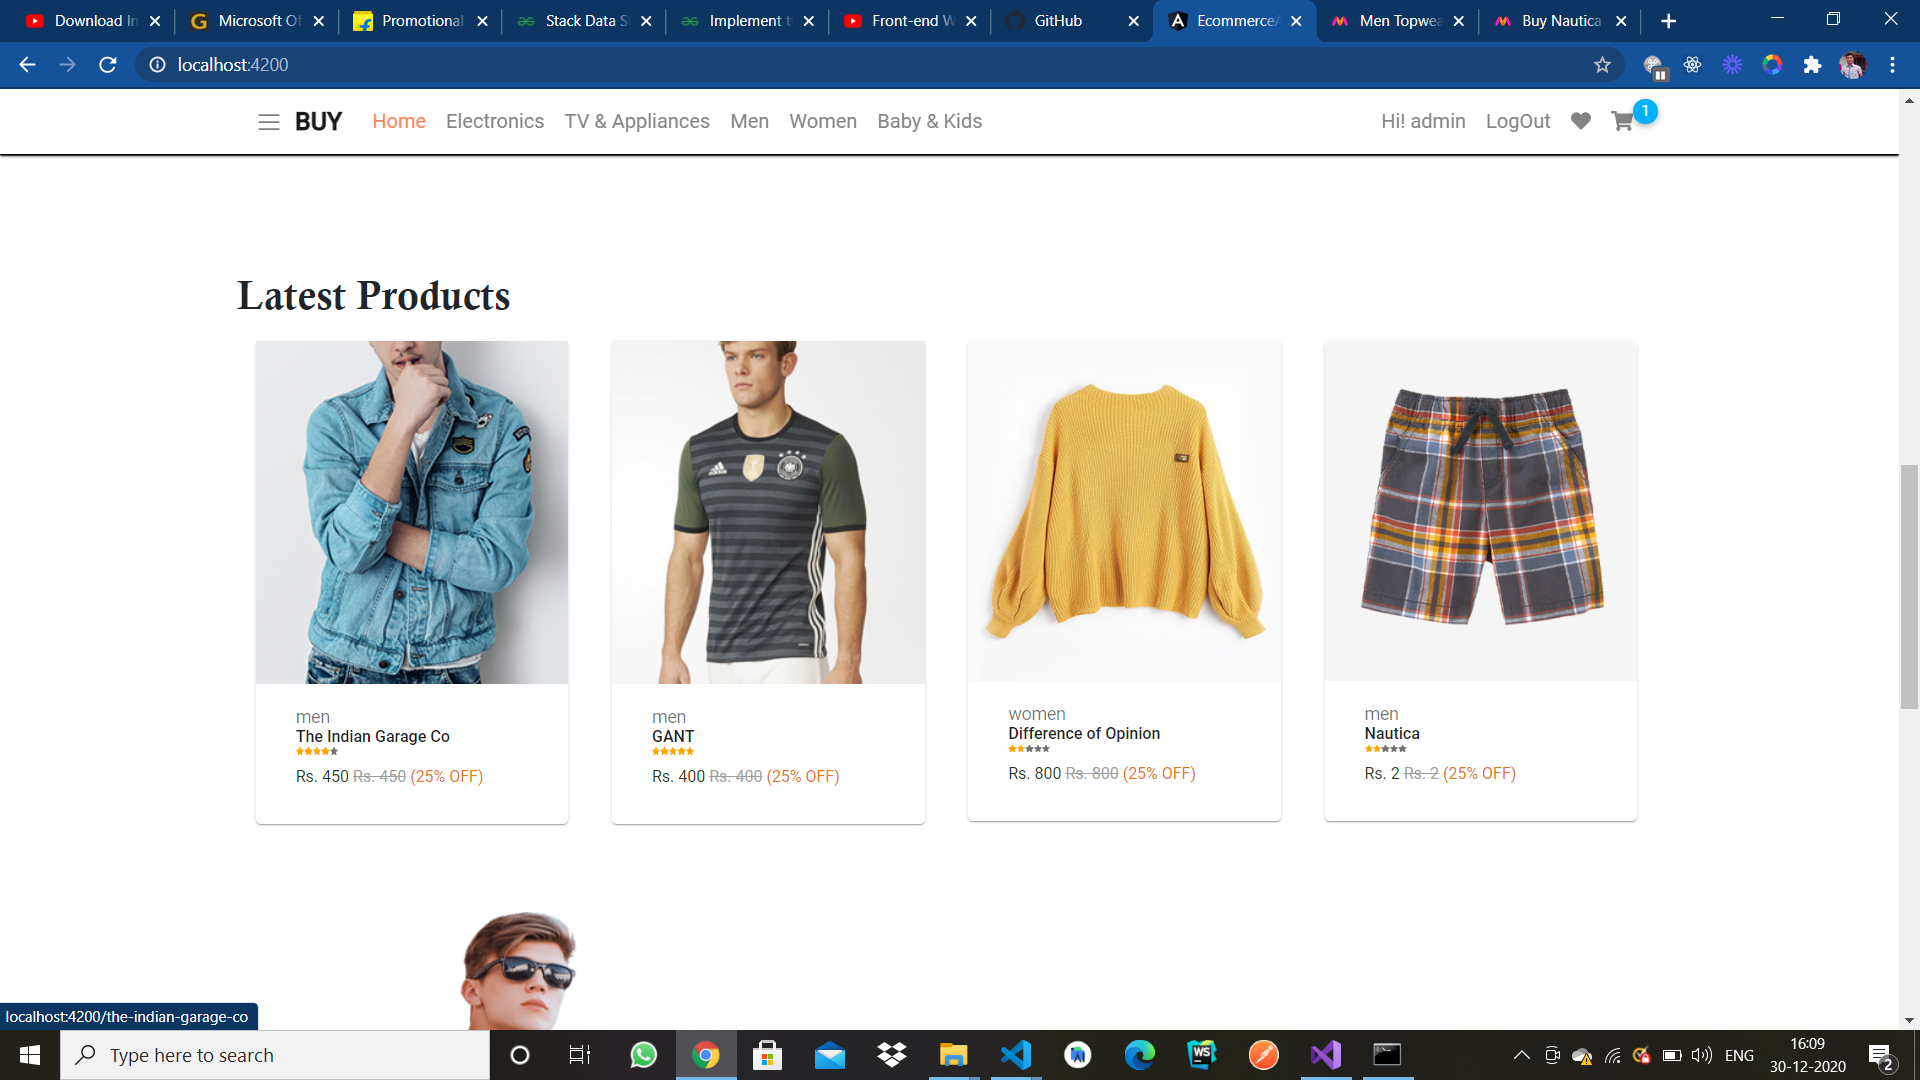 Download In
Microsoft Of
Promotional
Stack Data S
Implement t
Front-end W
GitHub
EcommerceA
Men Topwea
Buy Nautica
localhost:4200
BUY Home Electronics TV & Appliances Men Women Baby & Kids Hi! admin LogOut 1
Latest Products
men
The Indian Garage Co
Rs. 450 Rs. 450 (25% OFF)
men
GANT
Rs. 400 Rs. 400 (25% OFF)
women
Difference of Opinion
Rs. 800 Rs. 800 (25% OFF)
men
Nautica
Rs. 2 Rs. 2 (25% OFF)
localhost:4200/the-indian-garage-co
Type here to search
WS
ENG
16:09
30-12-2020
2